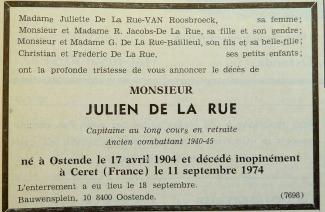 Madame Juliette De La Rue-VAN Roosbroeck, sa femme;
Monsieur et Madame R. Jacobs-De La Rue, sa fille et son gendre;
Monsieur et Madame G. De La Rue-Bailleul, son fils et sa belle-fille;
Christian et Frederic De La Rue, ses petits enfants;
ont la profonde tristesse de vous annoncer le décès de
MONSIEUR
JULIEN DE LA RUE
Capitaine au long cours en retraite
Ancien combattant 1940-45
né à Ostende le 17 avril 1904 et décédé inopinément
à Ceret (France) le 11 septembre 1974
L'enterrement a eu lieu le 18 septembre.
Bauwensplein, 10 8400 Oostende. (7698)